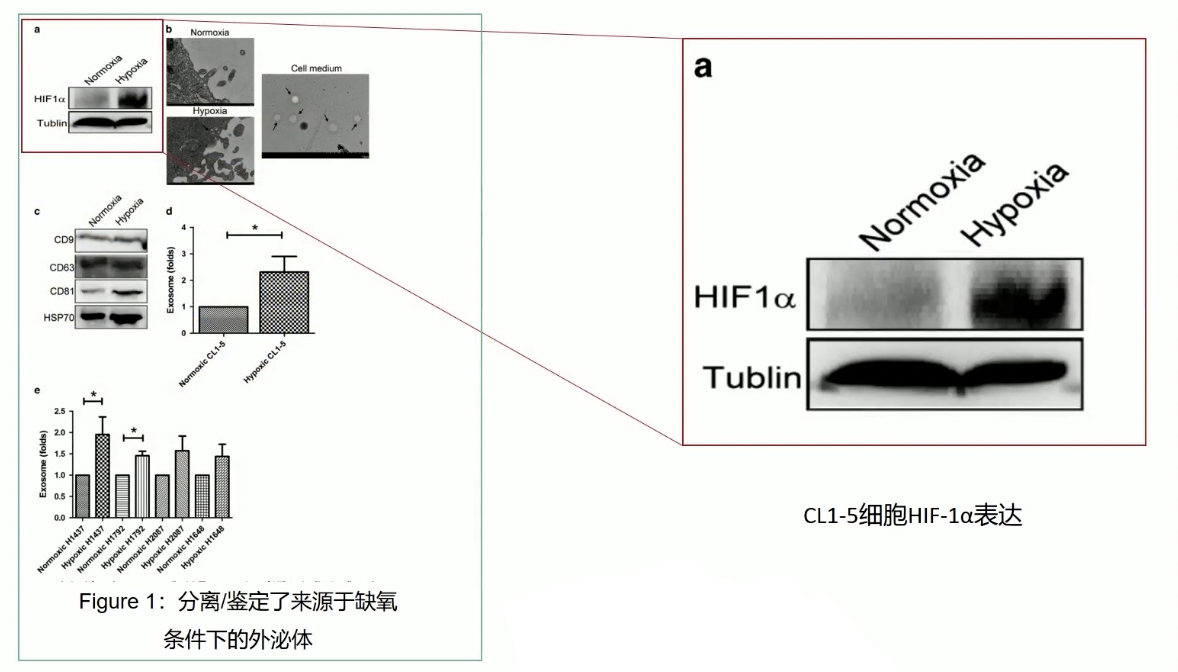 a
Normoxia
Hypoxia
HIF1α
Tublin
b
Normoxia
Hypoxia
Cell medium
c
Normoxia
Hypoxia
CD9
CD63
CD81
HSP70
d
Exosome (folds)
4
3
2
1
0
*
Normoxic CL1-5
Hypoxic CL1-5
e
Exosome (folds)
2.5
2.0
1.5
1.0
0.5
0.0
*
*
Normoxic H1437
Hypoxic H1437
Normoxic H1792
Hypoxic H1792
Normoxic H2087
Hypoxic H2087
Normoxic H1648
Hypoxic H1648
Figure 1：分离/鉴定了来源于缺氧
条件下的外泌体
a
Normoxia
Hypoxia
HIF1α
Tublin
CL1-5细胞HIF-1α表达